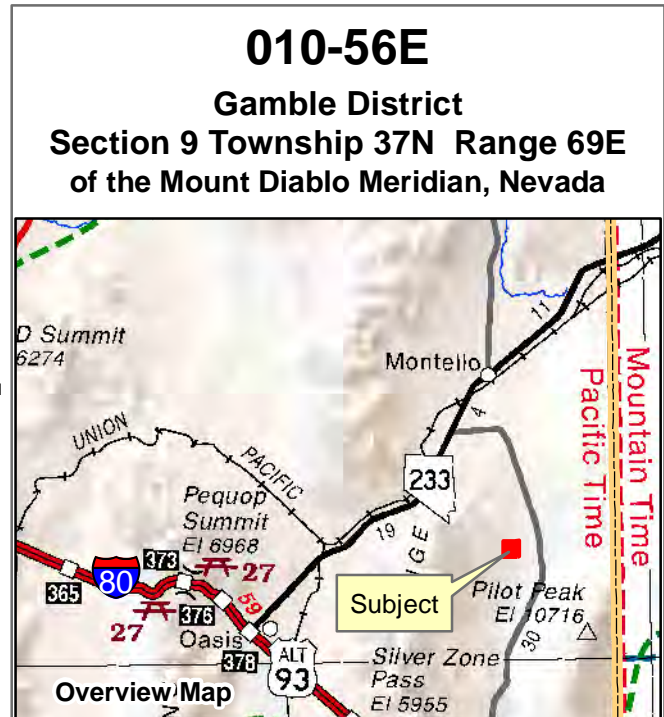 010-56E
Gamble District
Section 9 Township 37N Range 69E
of the Mount Diablo Meridian, Nevada
D Summit
6274
Montello
11
4
Mountain Time
Pacific Time
UNION
PACIFIC
233
19
IGE
Pequop
Summit
El 6968
373
27
80
365
376
59
27
Oasis
378
Subject
Pilot Peak
El 10716
30
ALT
93
Silver Zone
Pass
El 5955
Overview Map